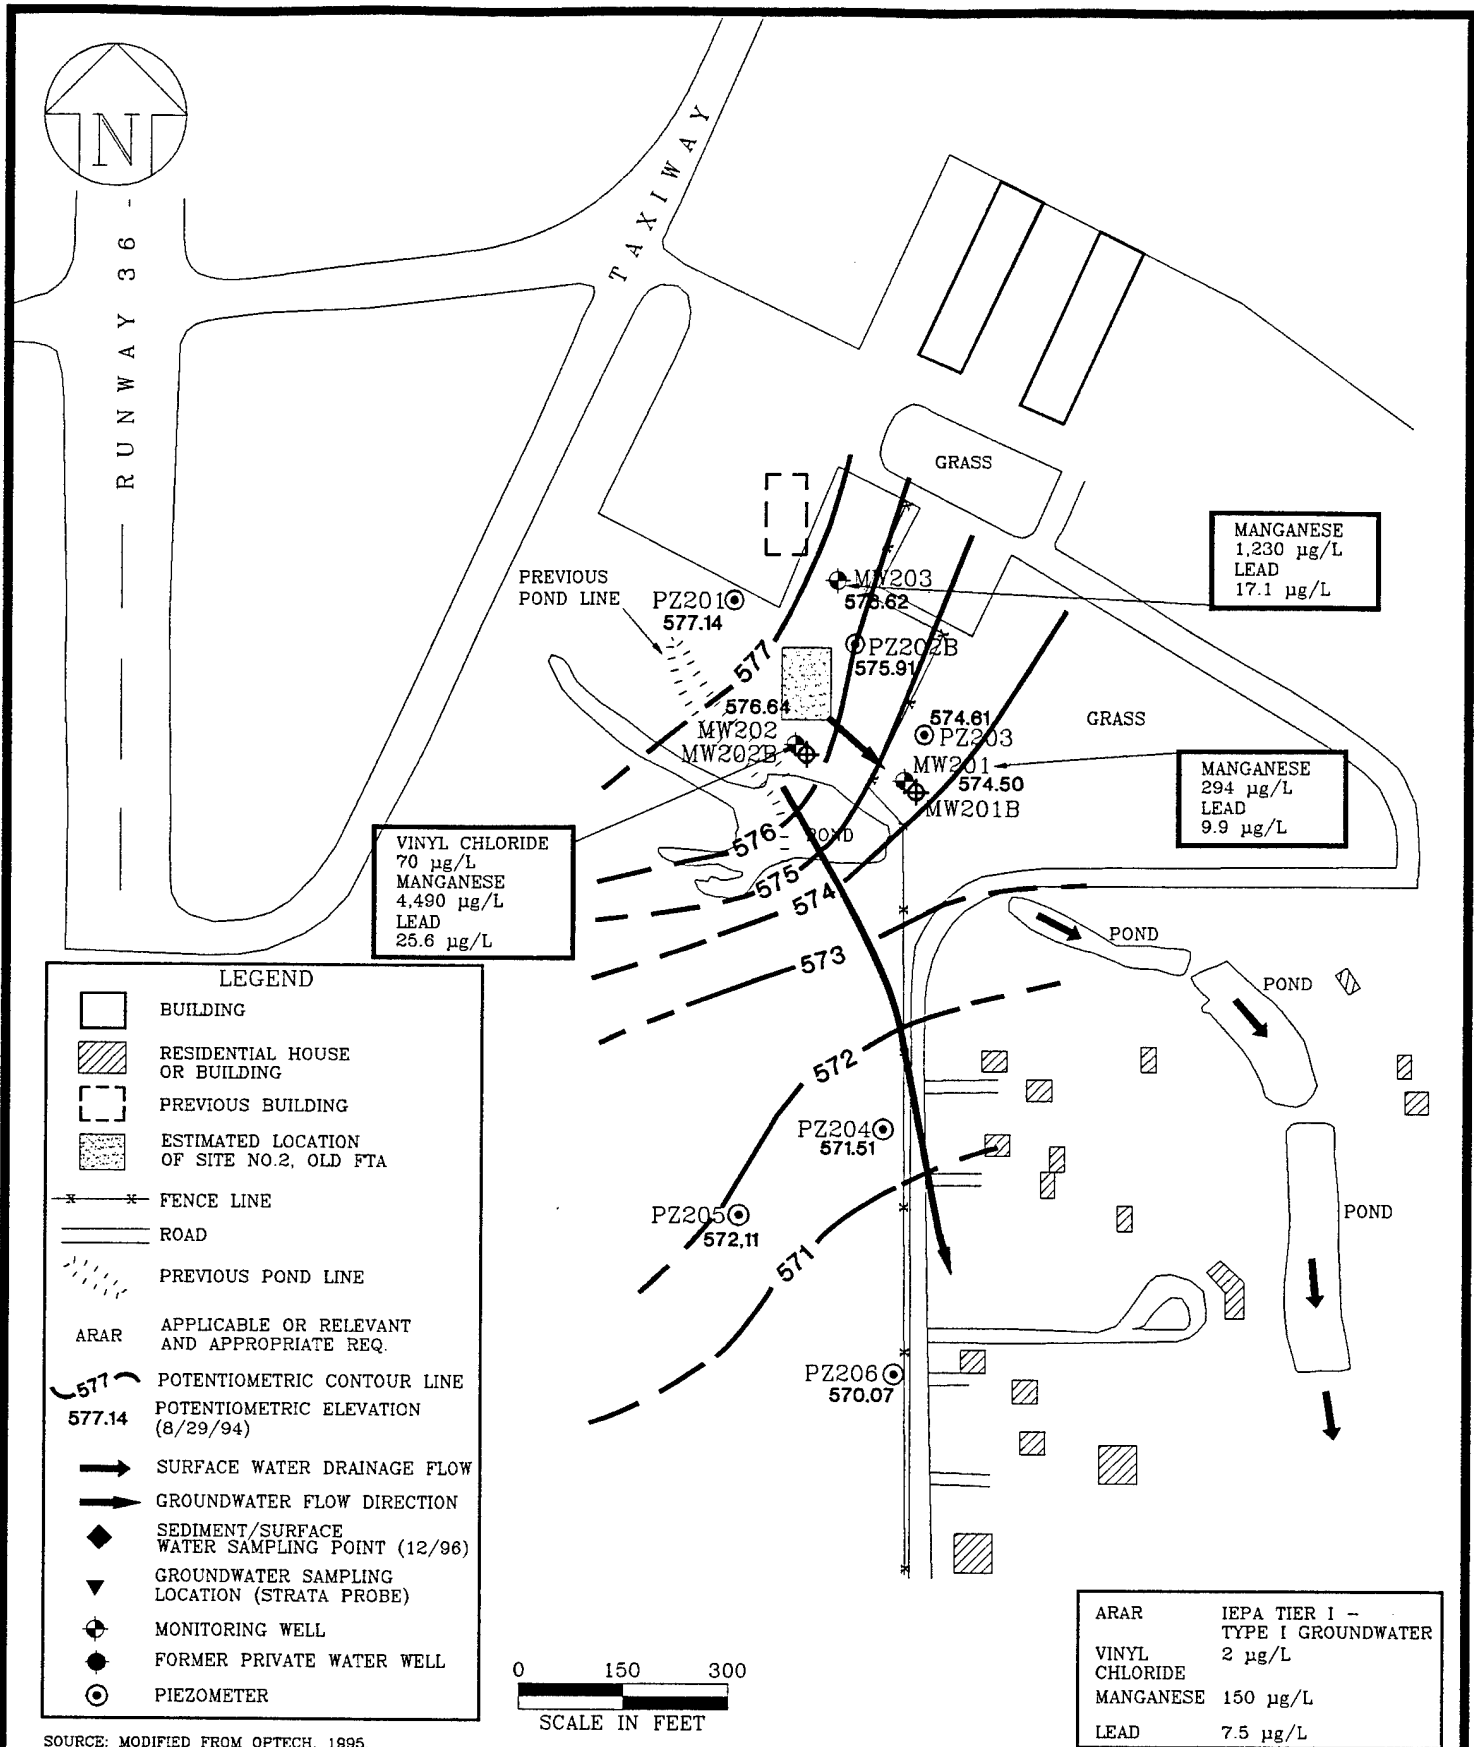 N
RUNWAY 36 -
TAXIWAY
GRASS
MANGANESE
1,230 µg/L
LEAD
17.1 µg/L
PREVIOUS
POND LINE
PZ201
577.14
MW203
PZ202B
575.91
577
576.64
MW202
MW202B
574.61
PZ203
GRASS
MW201
574.50
MW201B
MANGANESE
294 µg/L
LEAD
9.9 µg/L
VINYL CHLORIDE
70 µg/L
MANGANESE
4,490 µg/L
LEAD
25.6 µg/L
576
POND
575
574
573
POND
POND
572
PZ204
571.51
PZ205
572,11
POND
571
PZ206
570.07
LEGEND
BUILDING
RESIDENTIAL HOUSE
OR BUILDING
PREVIOUS BUILDING
ESTIMATED LOCATION
OF SITE NO.2, OLD FTA
FENCE LINE
ROAD
PREVIOUS POND LINE
ARAR APPLICABLE OR RELEVANT
AND APPROPRIATE REQ.
577 POTENTIOMETRIC CONTOUR LINE
577.14 POTENTIOMETRIC ELEVATION
(8/29/94)
SURFACE WATER DRAINAGE FLOW
GROUNDWATER FLOW DIRECTION
SEDIMENT/SURFACE
WATER SAMPLING POINT (12/96)
GROUNDWATER SAMPLING
LOCATION (STRATA PROBE)
MONITORING WELL
FORMER PRIVATE WATER WELL
PIEZOMETER
0 150 300
SCALE IN FEET
ARAR IEPA TIER I -
TYPE I GROUNDWATER
VINYL 2 µg/L
CHLORIDE
MANGANESE 150 µg/L
LEAD 7.5 µg/L
SOURCE: MODIFIED FROM OPTECH, 1995